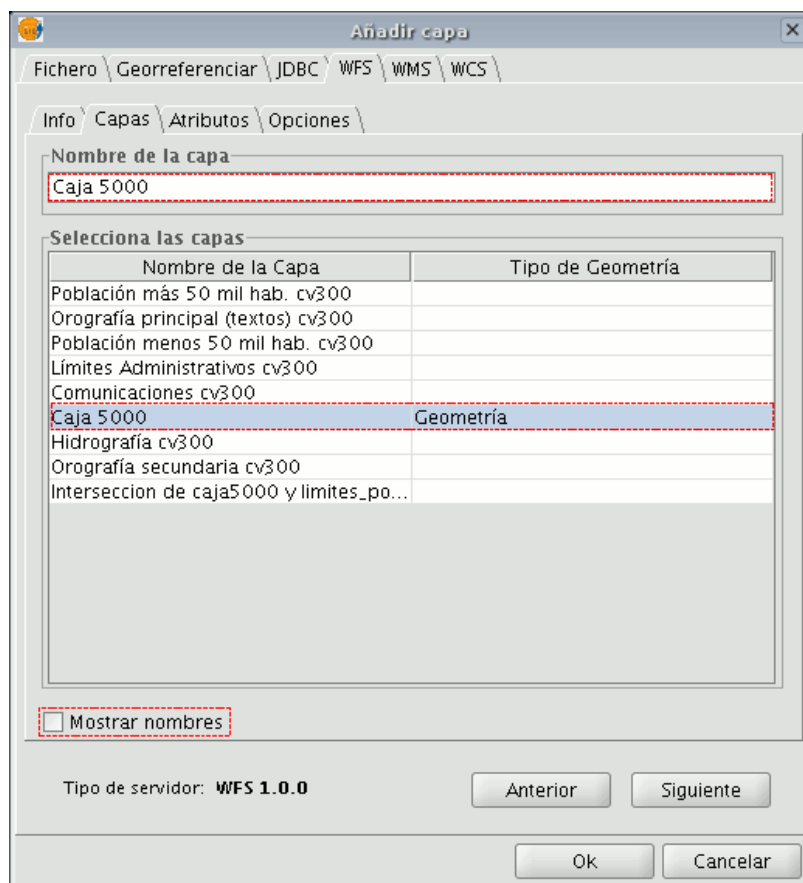 Añadir capa
Fichero Georreferenciar JDBC WFS WMS WCS
Info Capas Atributos Opciones
Nombre de la capa
Caja 5000
Selecciona las capas
Nombre de la Capa Tipo de Geometría
Población más 50 mil hab. cv300
Orografía principal (textos) cv300
Población menos 50 mil hab. cv300
Límites Administrativos cv300
Comunicaciones cv300
Caja 5000 Geometría
Hidrografía cv300
Orografía secundaria cv300
Interseccion de caja5000 y limites_po...
Mostrar nombres
Tipo de servidor: WFS 1.0.0 Anterior Siguiente
Ok Cancelar